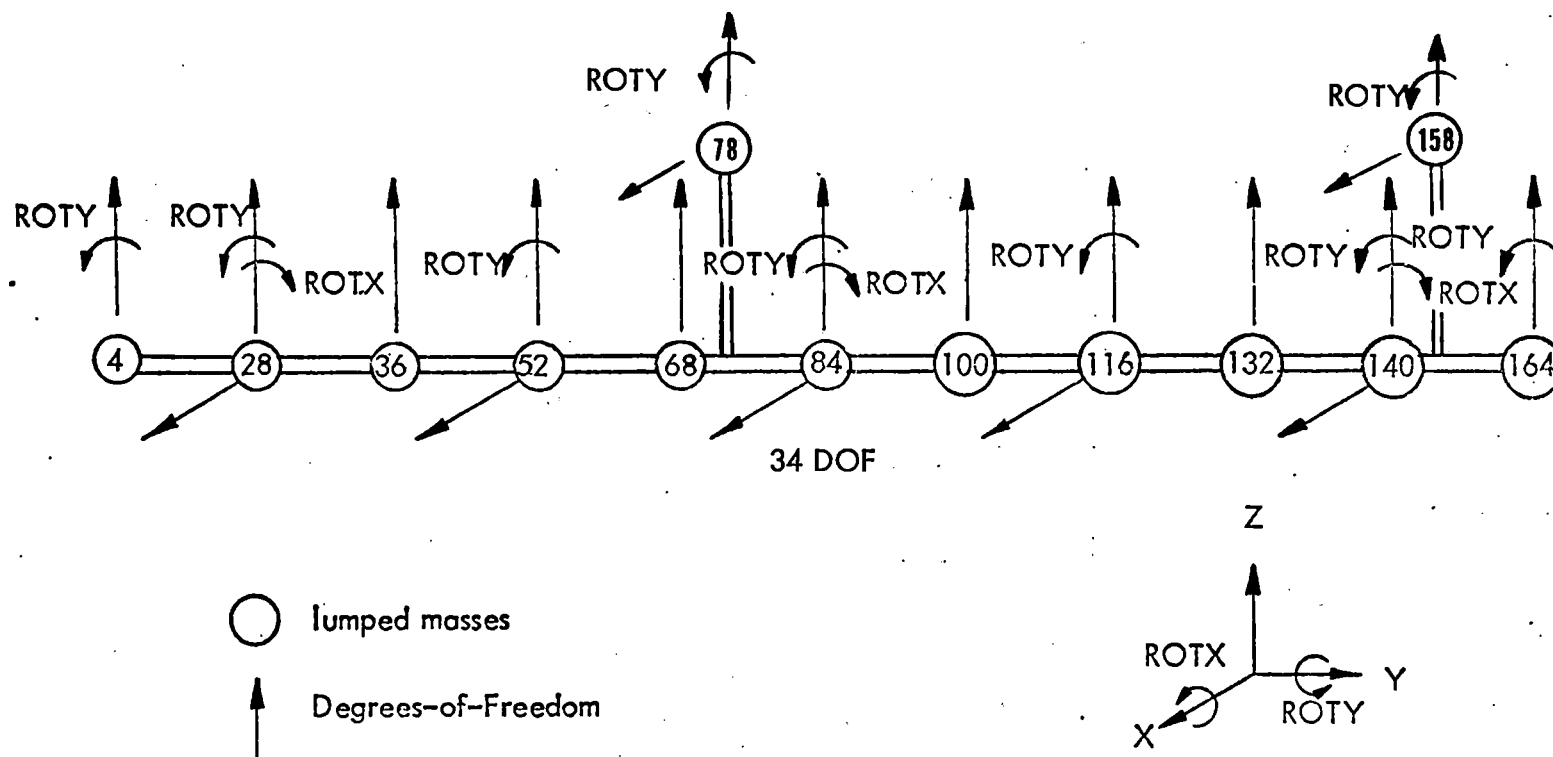 ROTY
78
ROTY
158
ROTY
ROTY
ROTX
ROTY
ROTY
ROTX
ROTY
ROTY
ROTY
ROTX
4
28
36
52
68
84
100
116
132
140
164
34 DOF
lumped masses
Degrees-of-Freedom
Z
ROTX
Y
ROTY
X